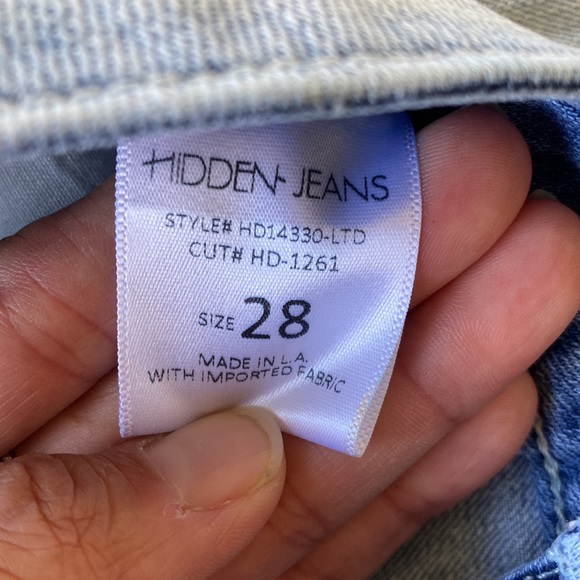 HIDDEN JEANS
STYLE# HD14330-LTD
CUT# HD-1261
SIZE 28
MADE IN L.A.
WITH IMPORTED FABRIC